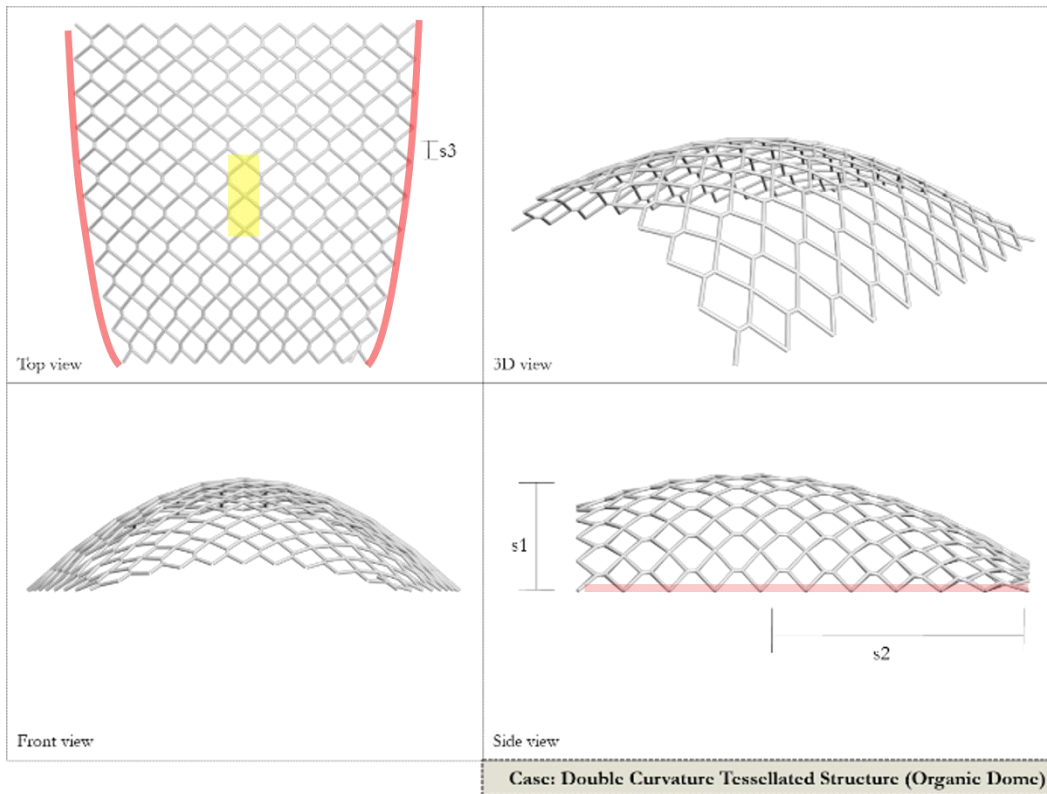 s3
Top view
3D view
s1
s2
Front view
Side view
Case: Double Curvature Tessellated Structure (Organic Dome)